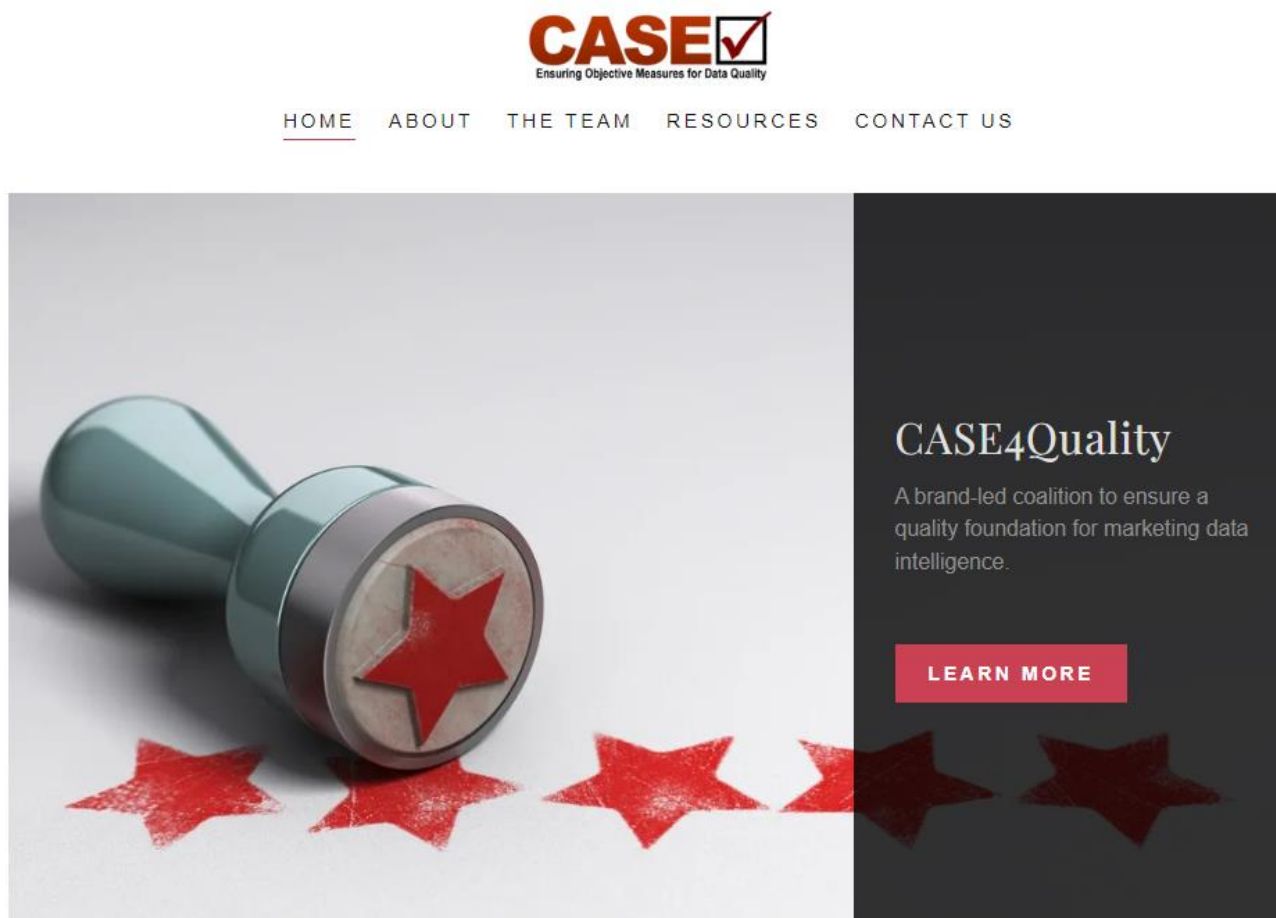 CASE
Ensuring Objective Measures for Data Quality
HOME ABOUT THE TEAM RESOURCES CONTACT US
CASE4Quality
A brand-led coalition to ensure a
quality foundation for marketing data
intelligence.
LEARN MORE